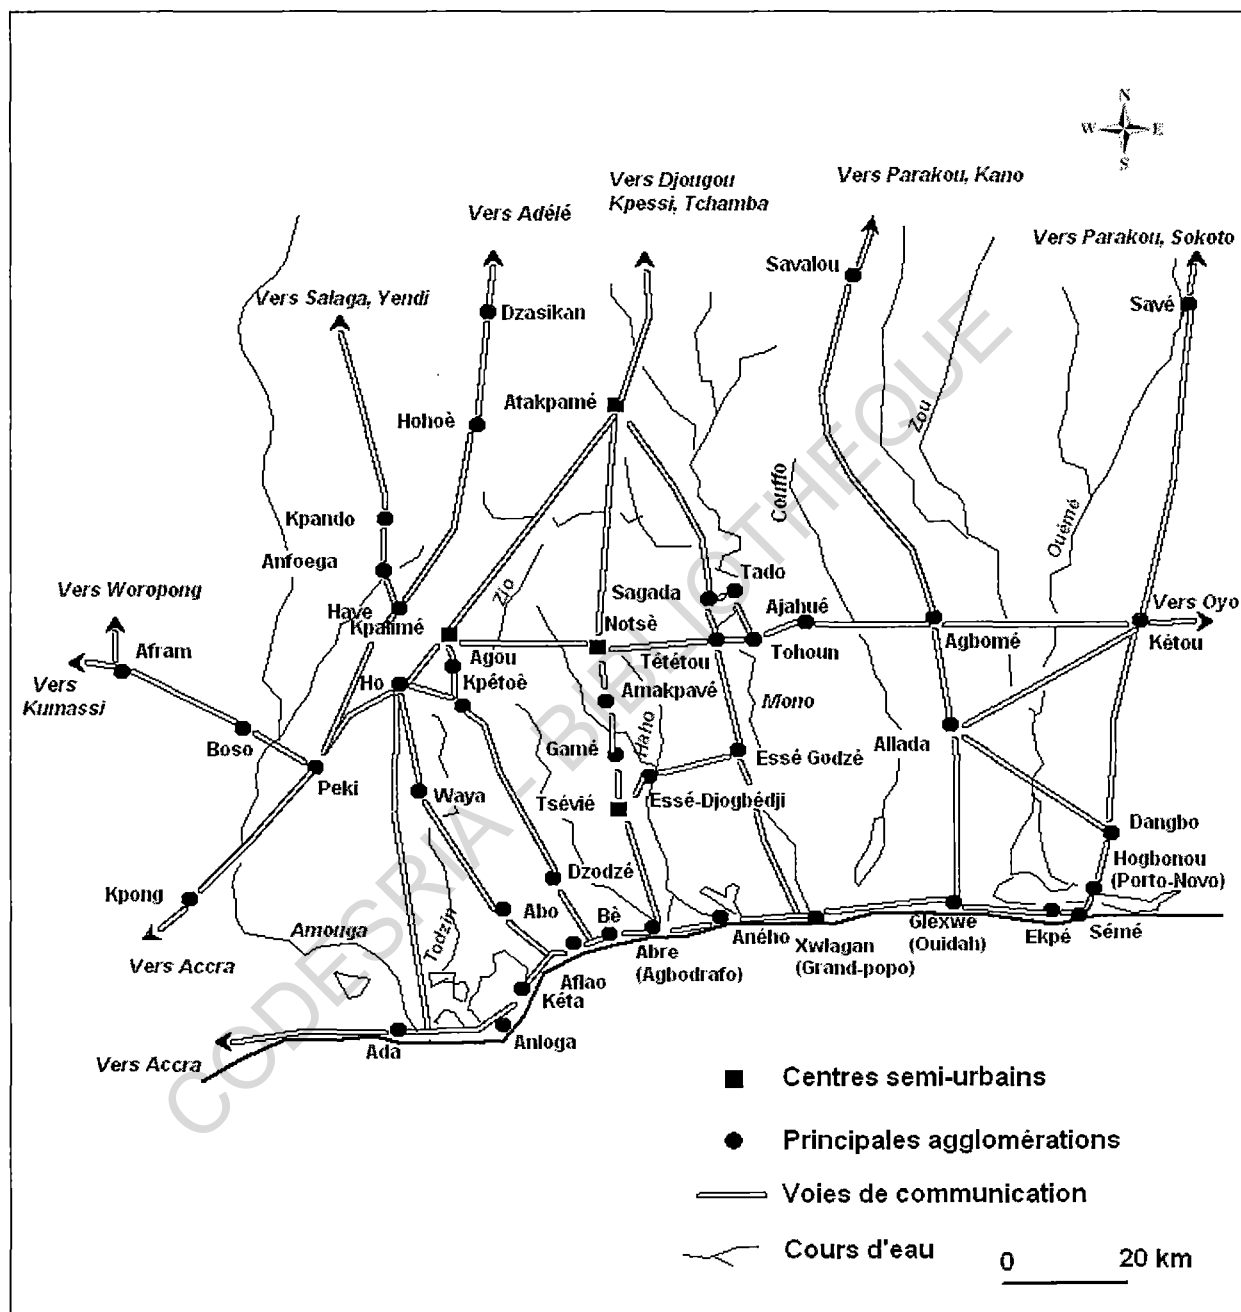 N
W E
S
Vers Djougou
Kpessi, Tchamba
Vers Parakou, Kano
Vers Adélé
Vers Parakou, Sokoto
Savalou
Vers Salaga, Yendi
Savé
Dzasikan
Atakpamé
Hohoè
Zou
Couffo
Kpando
Ouémé
Anfoega
Vers Woropong
Zio
Tado
Sagada
Ajahué
Vers Oyo
Have
Kpalimé
Notsè
Agbomé
Kétou
Afram
Agou
Tététou
Tohoun
Vers
Kumassi
Ho
Kpétoè
Amakpavé
Mono
Boso
Gamé
Haho
Allada
Essé Godzé
Peki
Waya
Tsévié
Essé-Djogbédji
Dangbo
Dzodzé
Hogbonou
(Porto-Novo)
Kpong
Abo
Bè
Amouga
Todzin
Aného
Glexwe
(Ouidah)
Ekpé
Sémé
Vers Accra
Aflao
Abre
(Agbodrafo)
Xwlagan
(Grand-popo)
Kéta
Anloga
Ada
Vers Accra
Centres semi-urbains
Principales agglomérations
Voies de communication
Cours d'eau
0 20 km
CODESRIA - BIBLIOTHEQUE